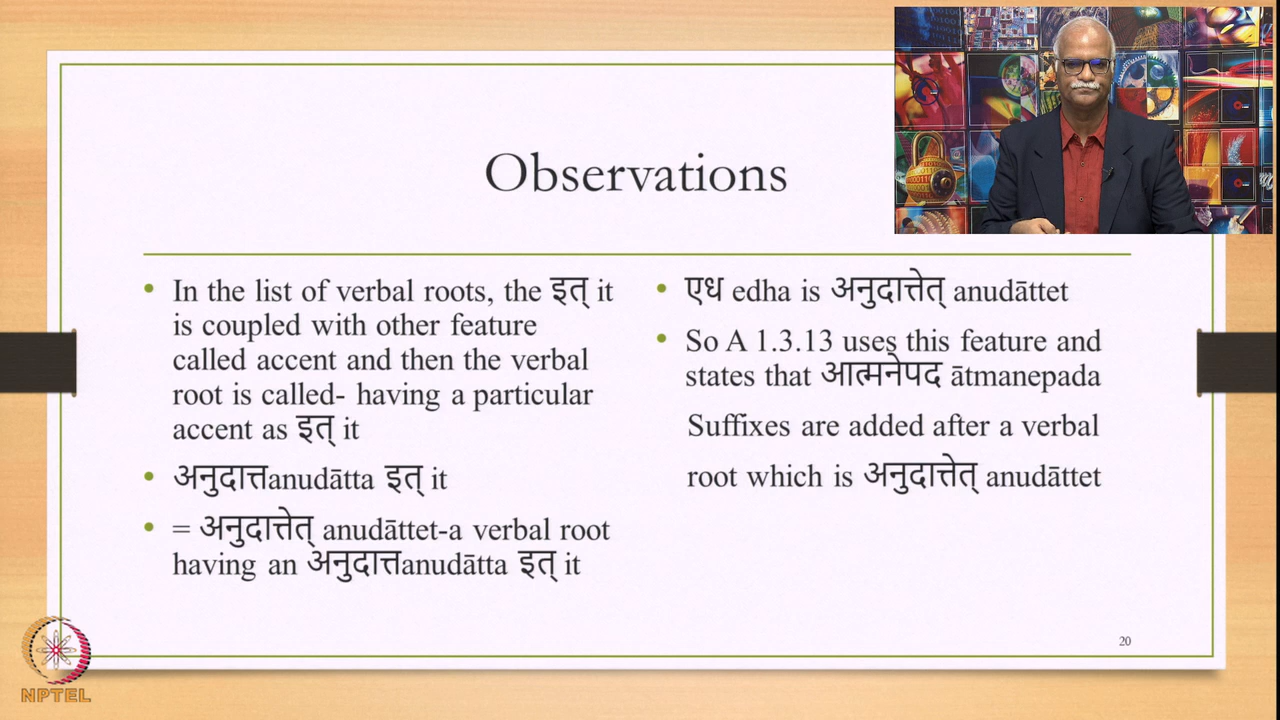 Observations
In the list of verbal roots, the इत् it
is coupled with other feature
called accent and then the verbal
root is called- having a particular
accent as इत् it
अनुदात्तanudātta इत् it
= अनुदात्तेत् anudāttet-a verbal root
having an अनुदात्तanudātta इत् it
एध edha is अनुदात्तेत् anudāttet
So A 1.3.13 uses this feature and
states that आत्मनेपद ātmanepada
Suffixes are added after a verbal
root which is अनुदात्तेत् anudāttet
20
NPTEL